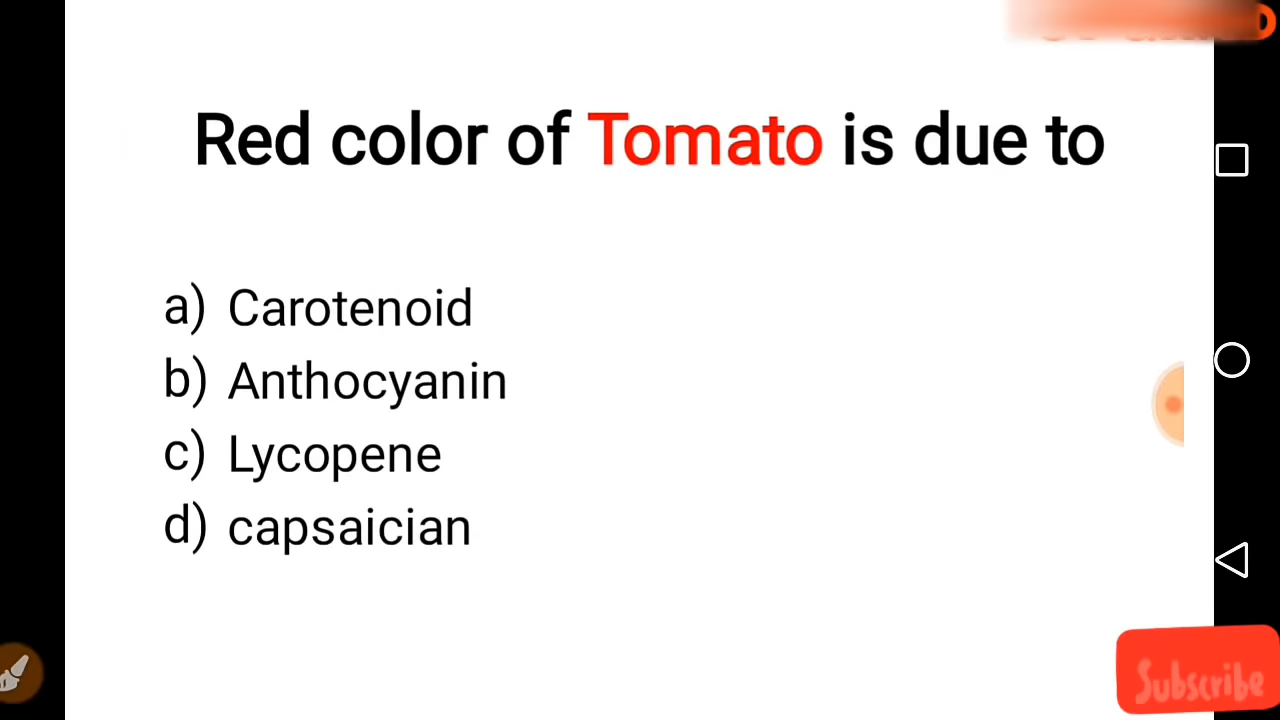 Red color of Tomato is due to
a) Carotenoid
b) Anthocyanin
c) Lycopene
d) capsaician
Subscribe